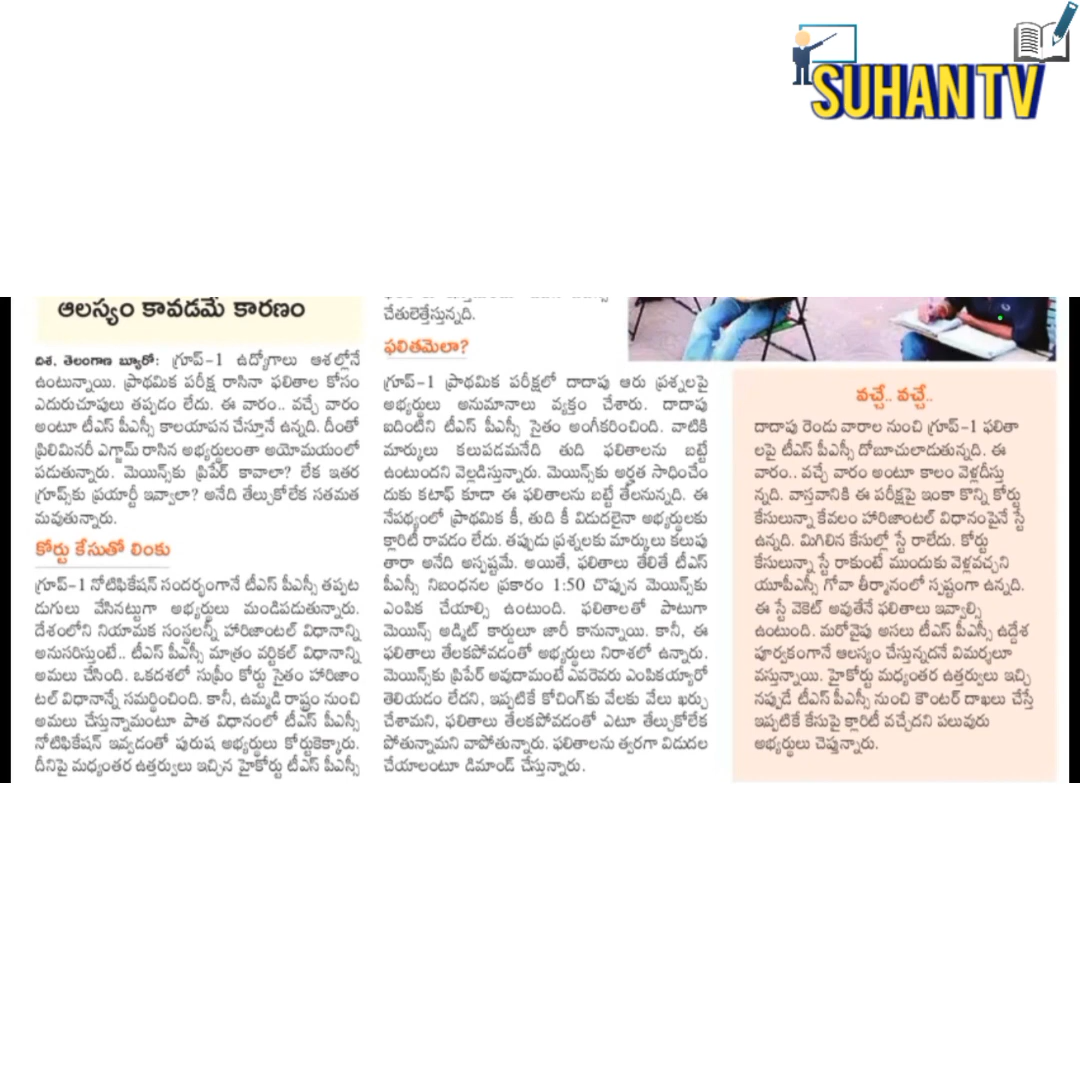 SUHAN TV
ఆలస్యం కావడమే కారణం
దిశ, తెలంగాణ బ్యూరో: గ్రూప్-1 ఉద్యోగాలు ఆశల్లోనే
ఉంటున్నాయి. ప్రాథమిక పరీక్ష రాసినా ఫలితాల కోసం
ఎదురుచూపులు తప్పడం లేదు. ఈ వారం.. వచ్చే వారం
అంటూ టీఎస్ పీఎస్సీ కాలయాపన చేస్తూనే ఉన్నది. దీంతో
ప్రిలిమినరీ ఎగ్జామ్ రాసిన అభ్యర్థులంతా అయోమయంలో
పడుతున్నారు. మెయిన్స్‌కు ప్రిపేర్ కావాలా? లేక ఇతర
గ్రూప్స్‌కు ప్రయార్టీ ఇవ్వాలా? అనేది తేల్చుకోలేక సతమత
మవుతున్నారు.
కోర్టు కేసుతో లింకు
గ్రూప్-1 నోటిఫికేషన్ సందర్భంగానే టీఎస్ పీఎస్సీ తప్పట
డుగులు వేసినట్టుగా అభ్యర్థులు మండిపడుతున్నారు.
దేశంలోని నియామక సంస్థలన్నీ హారిజాంటల్ విధానాన్ని
అనుసరిస్తుంటే.. టీఎస్ పీఎస్సీ మాత్రం వర్టికల్ విధానాన్ని
అమలు చేసింది. ఒకదశలో సుప్రీం కోర్టు సైతం హారిజాం
టల్ విధానాన్నే సమర్థించింది. కానీ, ఉమ్మడి రాష్ట్రం నుంచి
అమలు చేస్తున్నామంటూ పాత విధానంలో టీఎస్ పీఎస్సీ
నోటిఫికేషన్ ఇవ్వడంతో పురుష అభ్యర్థులు కోర్టుకెక్కారు.
దీనిపై మధ్యంతర ఉత్తర్వులు ఇచ్చిన హైకోర్టు టీఎస్ పీఎస్సీ
చేతులెత్తేస్తున్నది.
ఫలితమెలా?
గ్రూప్-1 ప్రాథమిక పరీక్షలో దాదాపు ఆరు ప్రశ్నలపై
అభ్యర్థులు అనుమానాలు వ్యక్తం చేశారు. దాదాపు
ఐదింటిని టీఎస్ పీఎస్సీ సైతం అంగీకరించింది. వాటికి
మార్కులు కలుపడమనేది తుది ఫలితాలను బట్టే
ఉంటుందని వెల్లడిస్తున్నారు. మెయిన్స్‌కు అర్హత సాధించేం
దుకు కటాఫ్ కూడా ఈ ఫలితాలను బట్టే తేలనున్నది. ఈ
నేపథ్యంలో ప్రాథమిక కీ, తుది కీ విడుదలైనా అభ్యర్థులకు
క్లారిటీ రావడం లేదు. తప్పుడు ప్రశ్నలకు మార్కులు కలుపు
తారా అనేది అస్పష్టమే. అయితే, ఫలితాలు తేలితే టీఎస్
పీఎస్సీ నిబంధనల ప్రకారం 1:50 చొప్పున మెయిన్స్‌కు
ఎంపిక చేయాల్సి ఉంటుంది. ఫలితాలతో పాటుగా
మెయిన్స్ అడ్మిట్ కార్డులూ జారీ కానున్నాయి. కానీ, ఈ
ఫలితాలు తేలకపోవడంతో అభ్యర్థులు నిరాశలో ఉన్నారు.
మెయిన్స్‌కు ప్రిపేర్ అవుదామంటే ఎవరెవరు ఎంపికయ్యారో
తెలియడం లేదని, ఇప్పటికే కోచింగ్‌కు వేలకు వేలు ఖర్చు
చేశామని, ఫలితాలు తేలకపోవడంతో ఎటూ తేల్చుకోలేక
పోతున్నామని వాపోతున్నారు. ఫలితాలను త్వరగా విడుదల
చేయాలంటూ డిమాండ్ చేస్తున్నారు.
వచ్చే.. వచ్చే..
దాదాపు రెండు వారాల నుంచి గ్రూప్-1 ఫలితా
లపై టీఎస్ పీఎస్సీ దోబూచులాడుతున్నది. ఈ
వారం.. వచ్చే వారం అంటూ కాలం వెళ్లదీస్తు
న్నది. వాస్తవానికి ఈ పరీక్షపై ఇంకా కొన్ని కోర్టు
కేసులున్నా కేవలం హారిజాంటల్ విధానంపైనే స్టే
ఉన్నది. మిగిలిన కేసుల్లో స్టే రాలేదు. కోర్టు
కేసులున్నా స్టే రాకుంటే ముందుకు వెళ్లవచ్చని
యూపీఎస్సీ గోవా తీర్మానంలో స్పష్టంగా ఉన్నది.
ఈ స్టే వెకెట్ అవుతేనే ఫలితాలు ఇవ్వాల్సి
ఉంటుంది. మరోవైపు అసలు టీఎస్ పీఎస్సీ ఉద్దేశ
పూర్వకంగానే ఆలస్యం చేస్తున్నదనే విమర్శలూ
వస్తున్నాయి. హైకోర్టు మధ్యంతర ఉత్తర్వులు ఇచ్చి
నప్పుడే టీఎస్ పీఎస్సీ నుంచి కౌంటర్ దాఖలు చేస్తే
ఇప్పటికే కేసుపై క్లారిటీ వచ్చేదని పలువురు
అభ్యర్థులు చెప్తున్నారు.